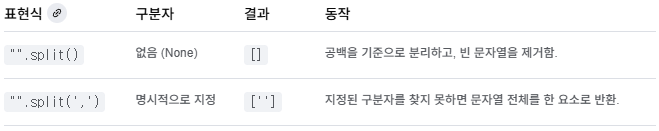 표현식 구분자 결과 동작
"".split() 없음 (None) [] 공백을 기준으로 분리하고, 빈 문자열을 제거함.
"".split(',') 명시적으로 지정 [''] 지정된 구분자를 찾지 못하면 문자열 전체를 한 요소로 반환.